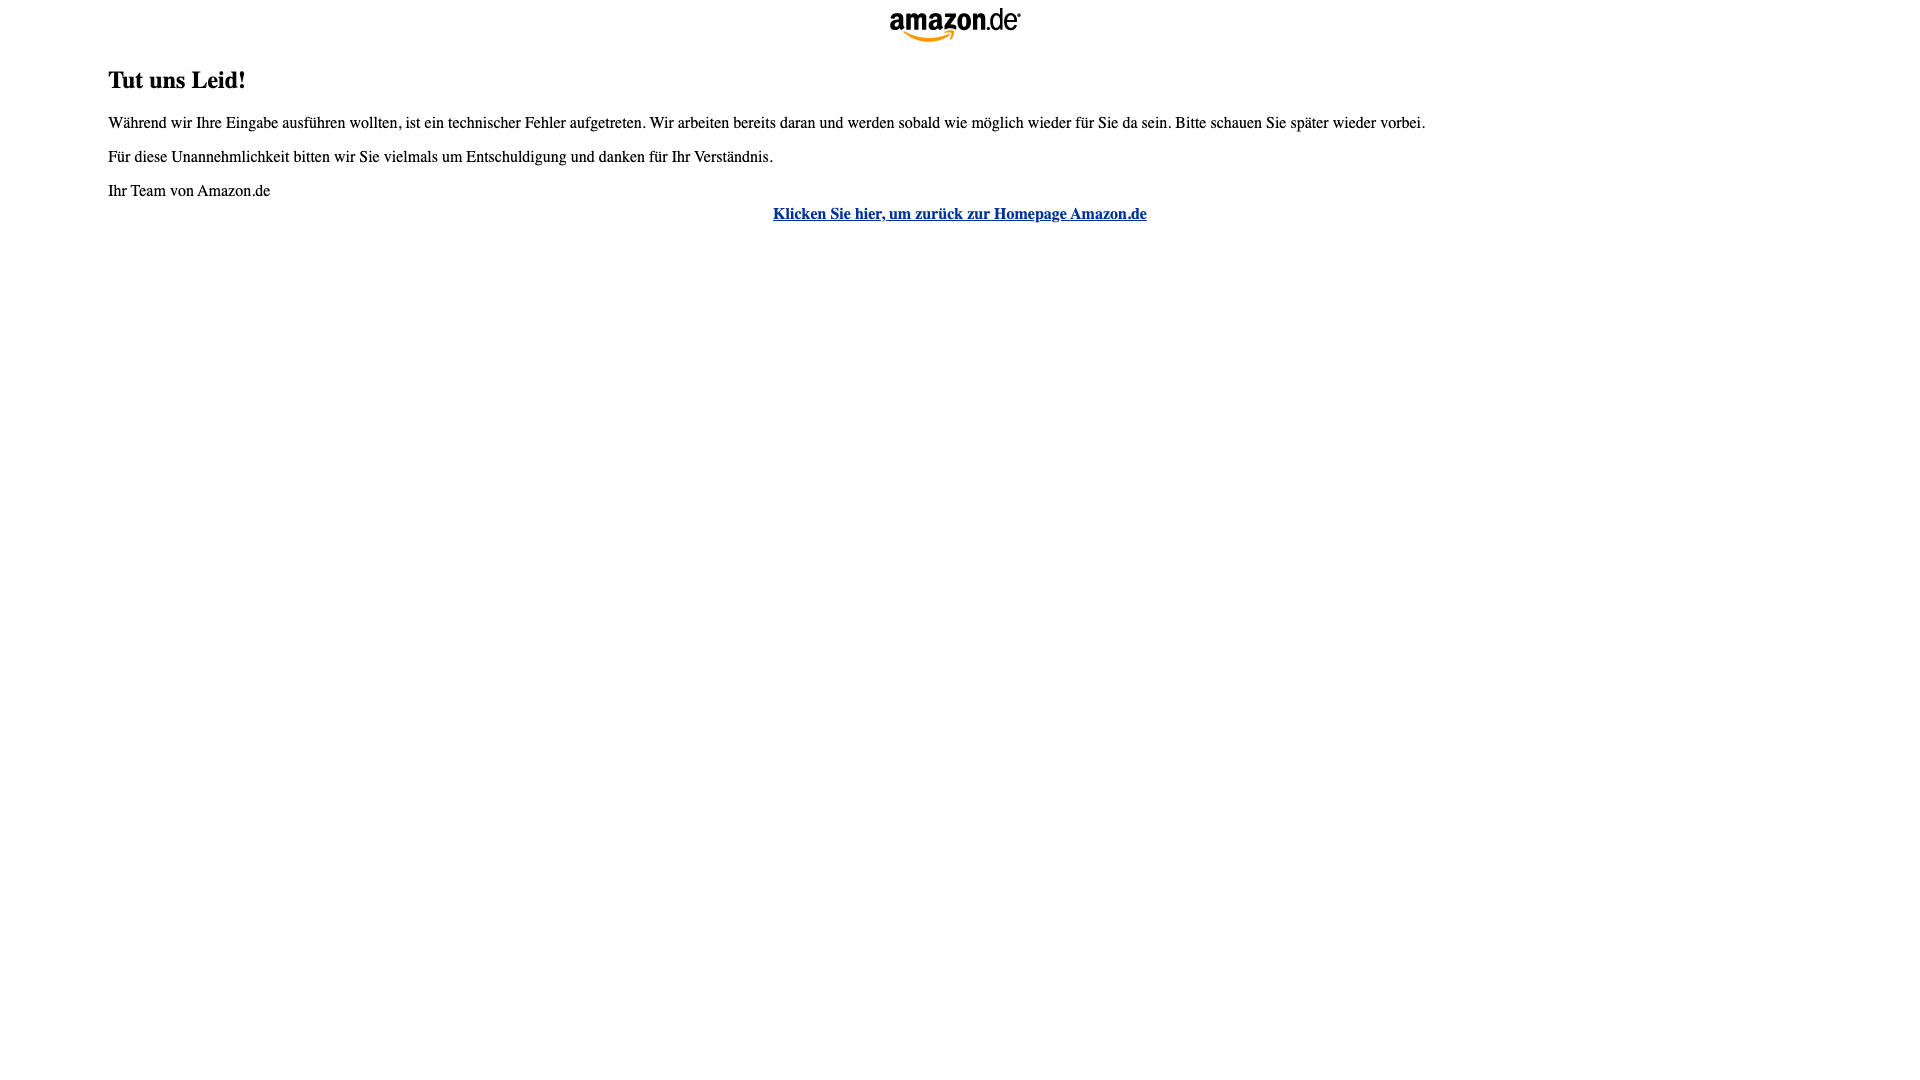 amazon.de
Tut uns Leid!
Während wir Ihre Eingabe ausführen wollten, ist ein technischer Fehler aufgetreten. Wir arbeiten bereits daran und werden sobald wie möglich wieder für Sie da sein. Bitte schauen Sie später wieder vorbei.
Für diese Unannehmlichkeit bitten wir Sie vielmals um Entschuldigung und danken für Ihr Verständnis.
Ihr Team von Amazon.de
Klicken Sie hier, um zurück zur Homepage Amazon.de